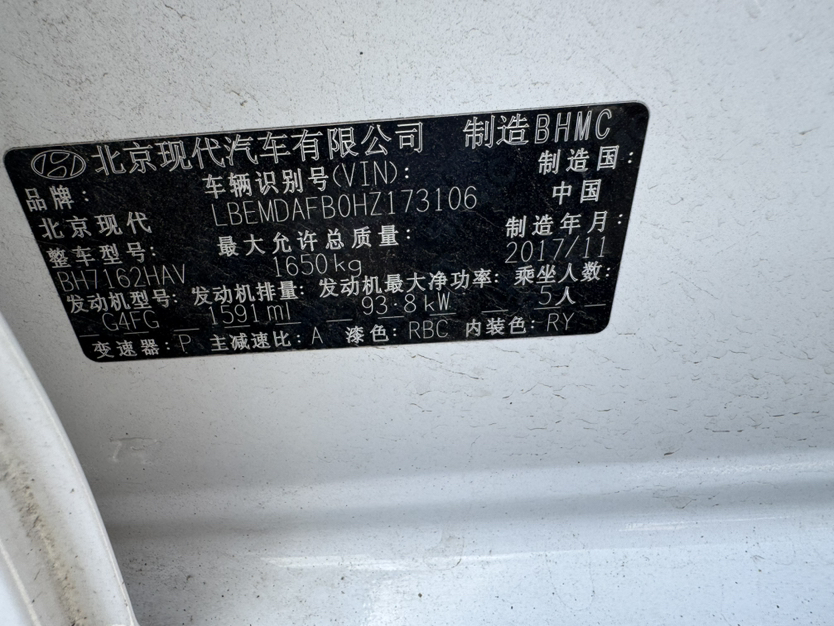 北京现代汽车有限公司 制造BHMC
品牌: 车辆识别号(VIN): 制造国:
北京现代 LBEMDAFB0HZ173106 中国
整车型号: 最大允许总质量: 制造年月:
BH7162HAV 1650kg 2017/11
发动机型号: 发动机排量: 发动机最大净功率: 乘坐人数:
G4FG 1591ml 93.8kW 5人
变速器: P 主减速比: A 漆色: RBC 内装色: RY